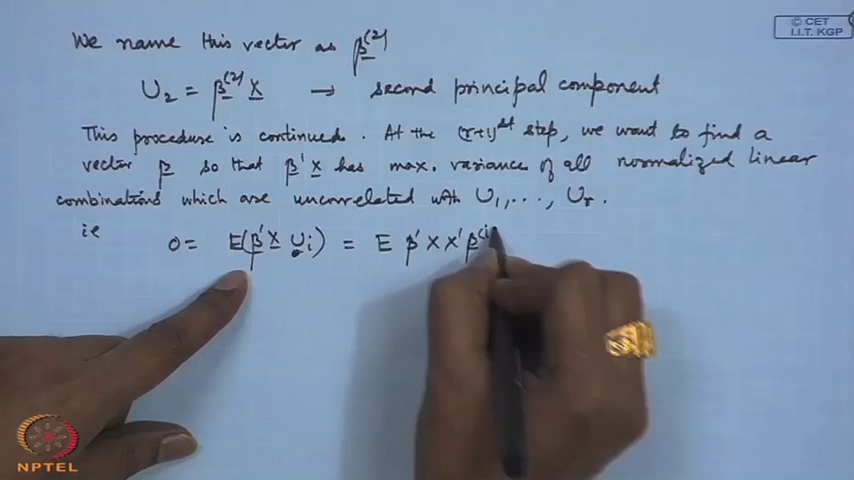 © CET
I.I.T. KGP
We name this vector as β^(2)
U₂ = β^(2)' X → second principal component
This procedure is continued. At the (r+1)^st step, we want to find a
vector β so that β'X has max. variance of all normalized linear
combinations which are uncorrelated with U₁, ..., Uᵣ.
ie
0 = E(β'X Uᵢ) = E β'XX'β^(i
NPTEL